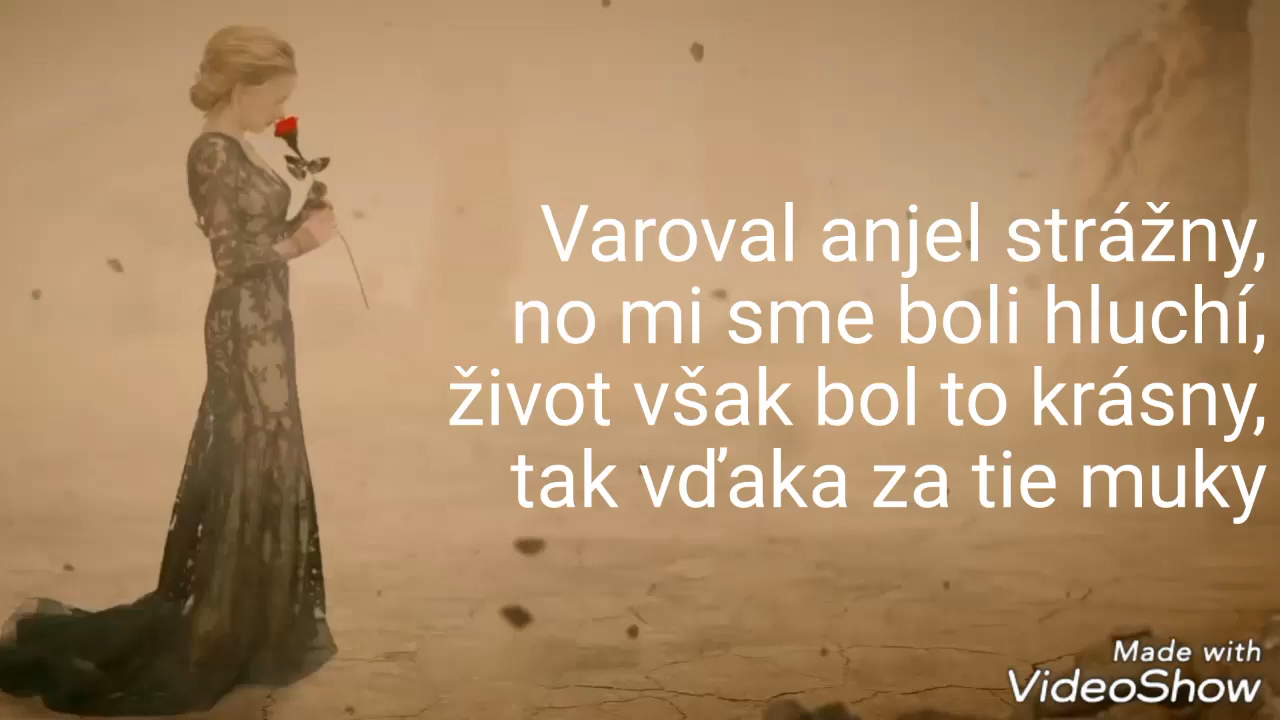 Varoval anjel strážny,
no mi sme boli hluchí,
život však bol to krásny,
tak vďaka za tie muky
Made with
VideoShow